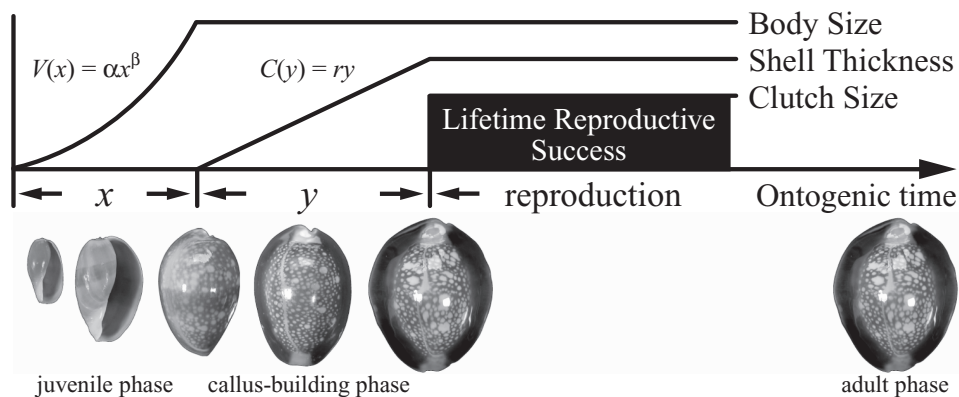 Body Size
V(x) = αx^β
C(y) = ry
Shell Thickness
Clutch Size
Lifetime Reproductive
Success
x
y
reproduction
Ontogenic time
juvenile phase
callus-building phase
adult phase